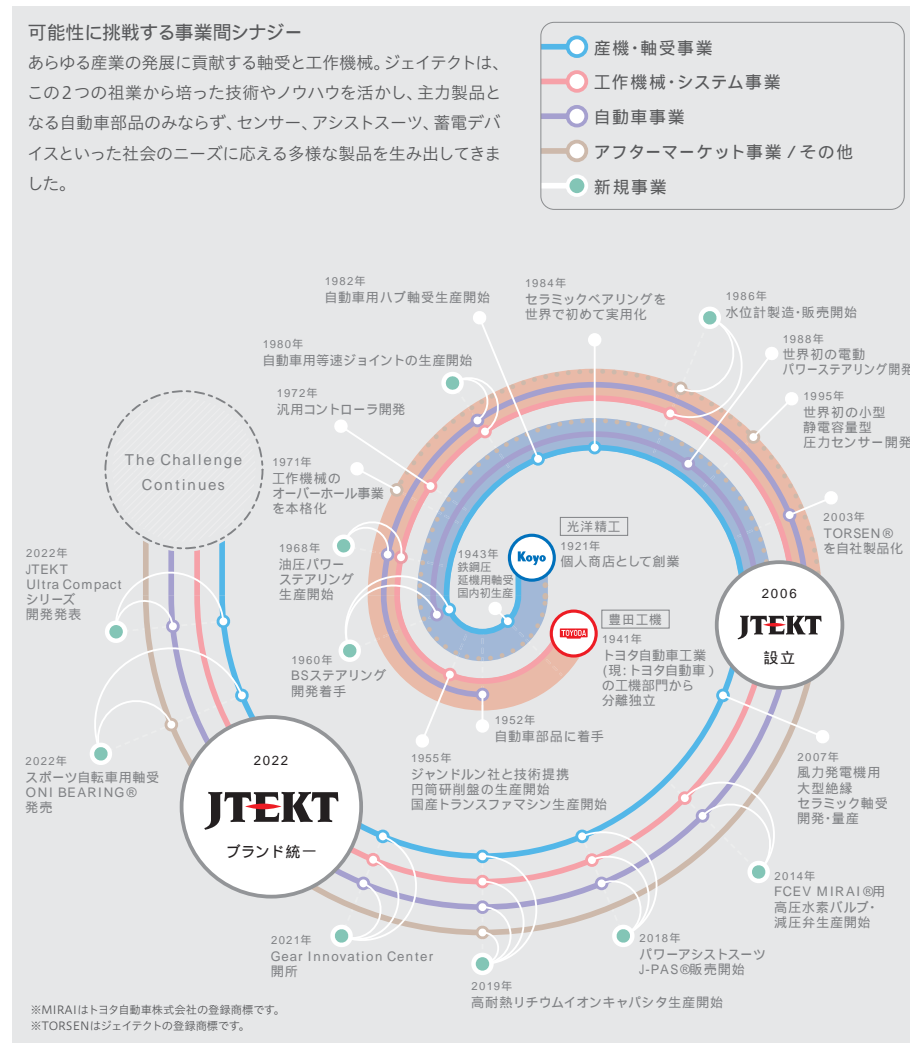 可能性に挑戦する事業間シナジー
あらゆる産業の発展に貢献する軸受と工作機械。ジェイテクトは、
この2つの祖業から培った技術やノウハウを活かし、主力製品と
なる自動車部品のみならず、センサー、アシストスーツ、蓄電デバ
イスといった社会のニーズに応える多様な製品を生み出してきま
した。
産機・軸受事業
工作機械・システム事業
自動車事業
アフターマーケット事業 / その他
新規事業
1982年
自動車用ハブ軸受生産開始
1984年
セラミックベアリングを
世界で初めて実用化
1986年
水位計製造・販売開始
1988年
世界初の電動
パワーステアリング開発
1980年
自動車用等速ジョイントの生産開始
1995年
世界初の小型
静電容量型
圧力センサー開発
1972年
汎用コントローラ開発
1971年
工作機械の
オーバーホール事業
を本格化
The Challenge
Continues
2003年
TORSEN®
を自社製品化
1968年
油圧パワー
ステアリング
生産開始
1943年
鉄鋼圧
延機用軸受
国内初生産
Koyo
光洋精工
1921年
個人商店として創業
TOYODA
豊田工機
1941年
トヨタ自動車工業
(現：トヨタ自動車)
の工機部門から
分離独立
2006
JTEKT
設立
2022年
JTEKT
Ultra Compact
シリーズ
開発発表
1960年
BSステアリング
開発着手
1952年
自動車部品に着手
1955年
ジャンドルン社と技術提携
円筒研削盤の生産開始
国産トランスファマシン生産開始
2022年
スポーツ自転車用軸受
ONI BEARING®
発売
2022
JTEKT
ブランド統一
2007年
風力発電機用
大型絶縁
セラミック軸受
開発・量産
2014年
FCEV MIRAI®用
高圧水素バルブ・
減圧弁生産開始
2018年
パワーアシストスーツ
J-PAS®販売開始
2021年
Gear Innovation Center
開所
2019年
高耐熱リチウムイオンキャパシタ生産開始
※MIRAIはトヨタ自動車株式会社の登録商標です。
※TORSENはジェイテクトの登録商標です。